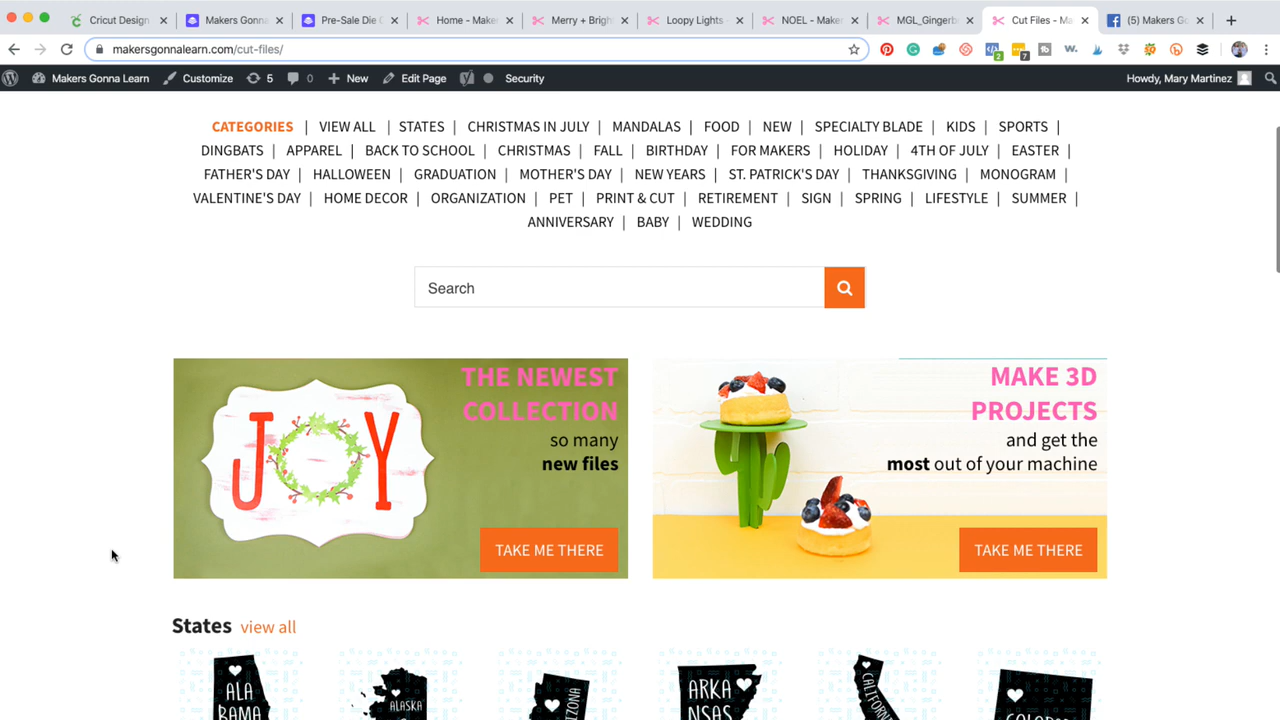 Cricut Design
Makers Gonna
Pre-Sale Die C
Home - Make
Merry + Brigh
Loopy Lights -
NOEL - Maker
MGL_Gingerb
Cut Files - Ma
(5) Makers Go
makersgonnalearn.com/cut-files/
2
7
Makers Gonna Learn
Customize
5
0
New
Edit Page
Security
Howdy, Mary Martinez
CATEGORIES | VIEW ALL | STATES | CHRISTMAS IN JULY | MANDALAS | FOOD | NEW | SPECIALTY BLADE | KIDS | SPORTS |
DINGBATS | APPAREL | BACK TO SCHOOL | CHRISTMAS | FALL | BIRTHDAY | FOR MAKERS | HOLIDAY | 4TH OF JULY | EASTER |
FATHER'S DAY | HALLOWEEN | GRADUATION | MOTHER'S DAY | NEW YEARS | ST. PATRICK'S DAY | THANKSGIVING | MONOGRAM |
VALENTINE'S DAY | HOME DECOR | ORGANIZATION | PET | PRINT & CUT | RETIREMENT | SIGN | SPRING | LIFESTYLE | SUMMER |
ANNIVERSARY | BABY | WEDDING
Search
JOY
THE NEWEST
COLLECTION
so many
new files
TAKE ME THERE
MAKE 3D
PROJECTS
and get the
most out of your machine
TAKE ME THERE
States view all
ALA
BAMA
ALASKA
ARIZONA
ARKA
NSAS
CALIFORNIA
COLORADO